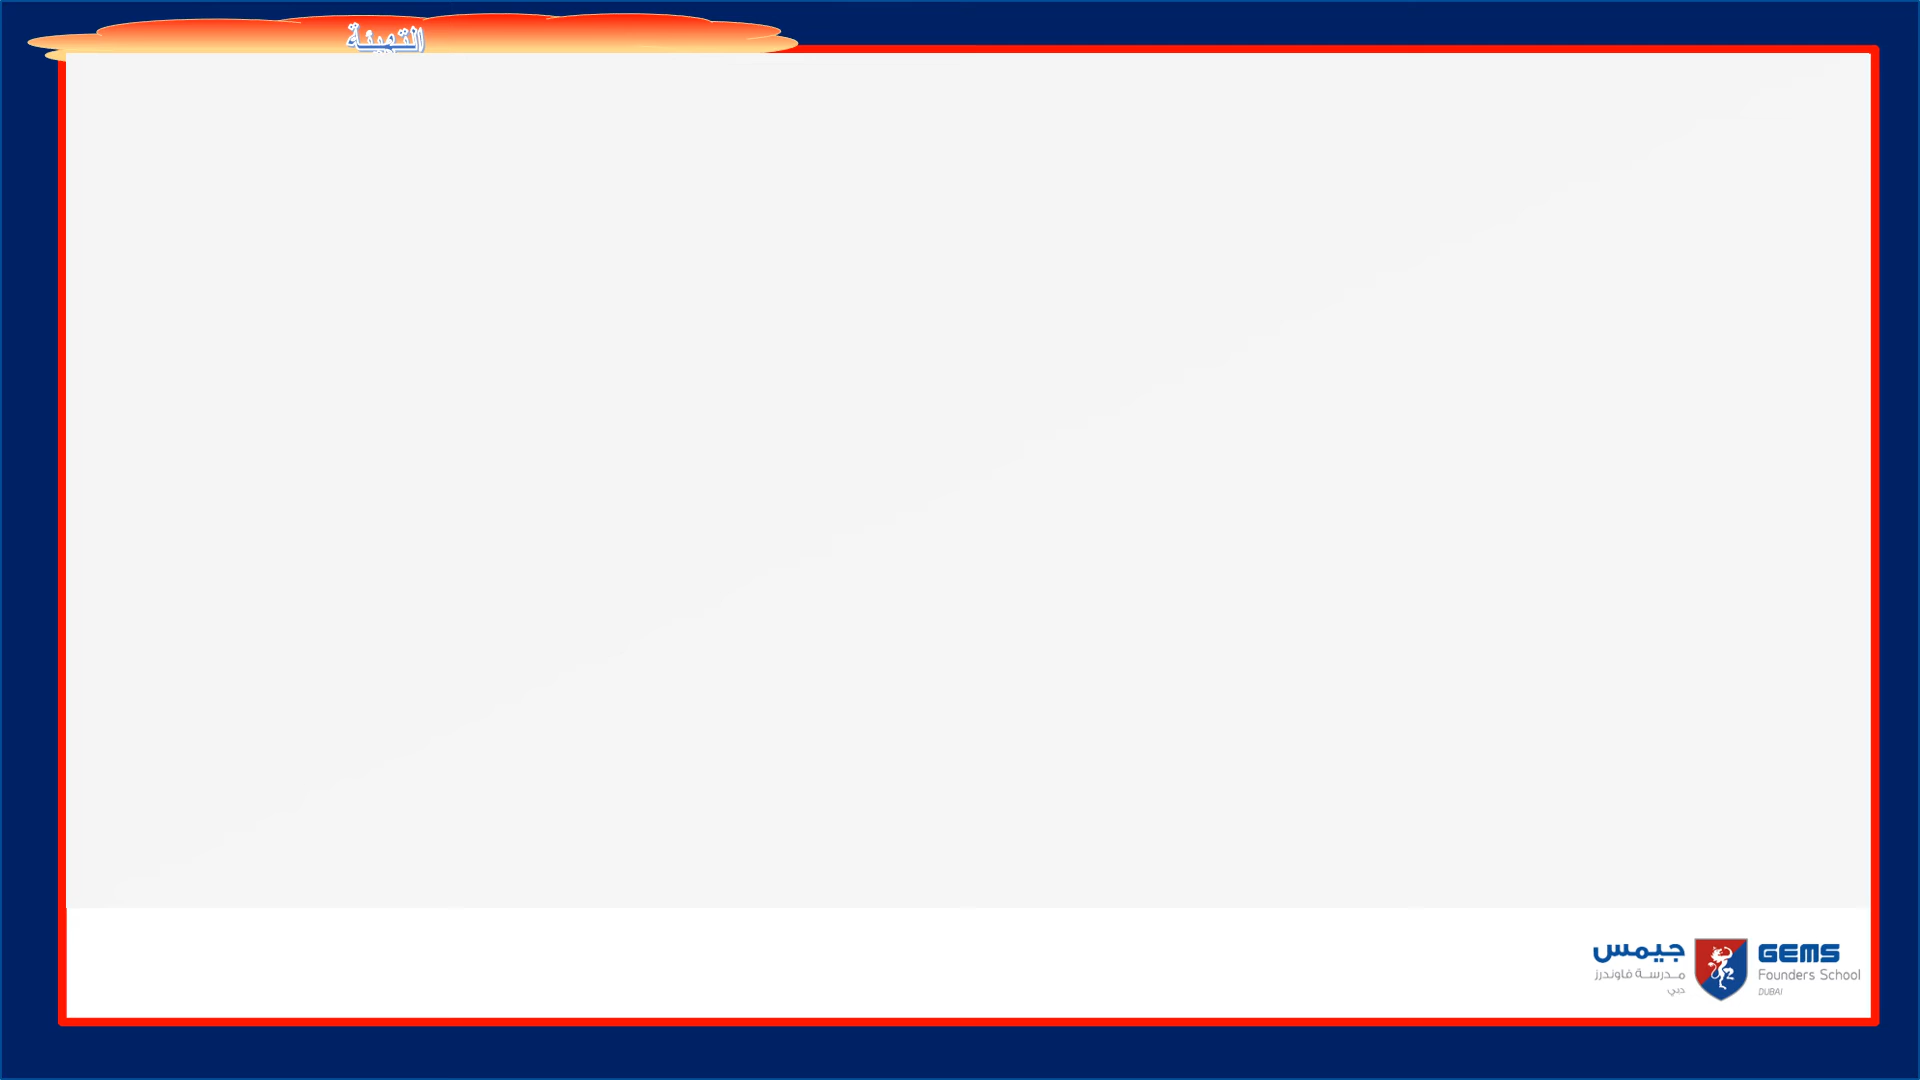 التهيئة
جيمس
مدرسة فاوندرز
دبي
GEMS
Founders School
DUBAI